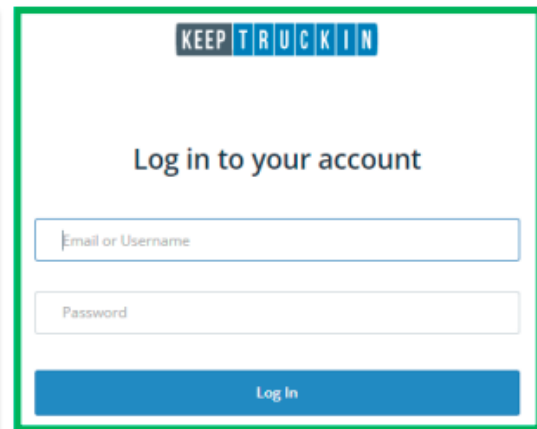 KEEP TRUCKIN
Log in to your account
Email or Username
Password
Log In